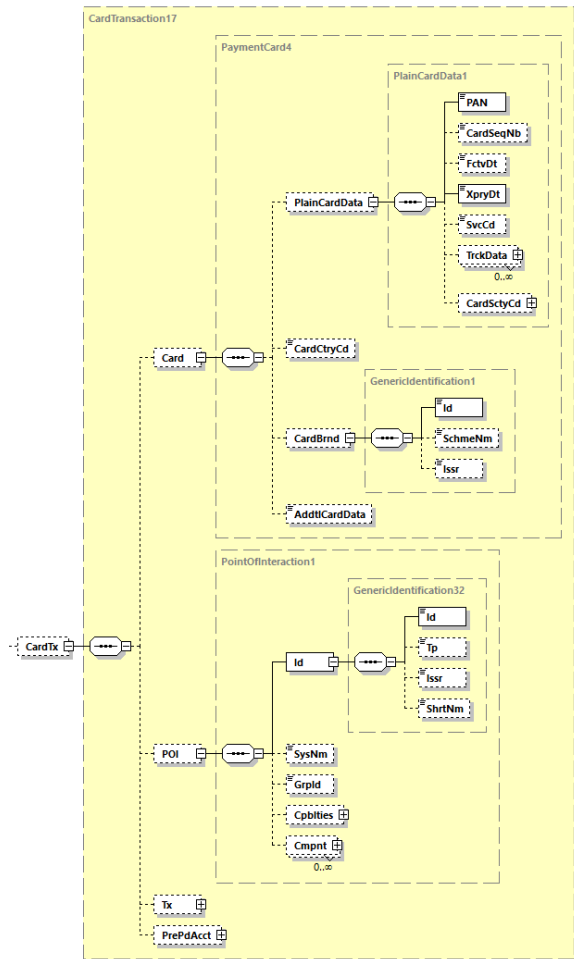 CardTransaction17
PaymentCard4
PlainCardData1
PAN
CardSeqNb
FctvDt
PlainCardData
XpryDt
SvcCd
TrckData
0..∞
CardSctyCd
CardCtryCd
Card
GenericIdentification1
Id
CardBrnd
SchmeNm
Issr
AddtlCardData
PointOfInteraction1
GenericIdentification32
Id
CardTx
Tp
Id
Issr
ShrtNm
POI
SysNm
GrpId
Cpblties
Cmpnt
0..∞
Tx
PrePdAcct